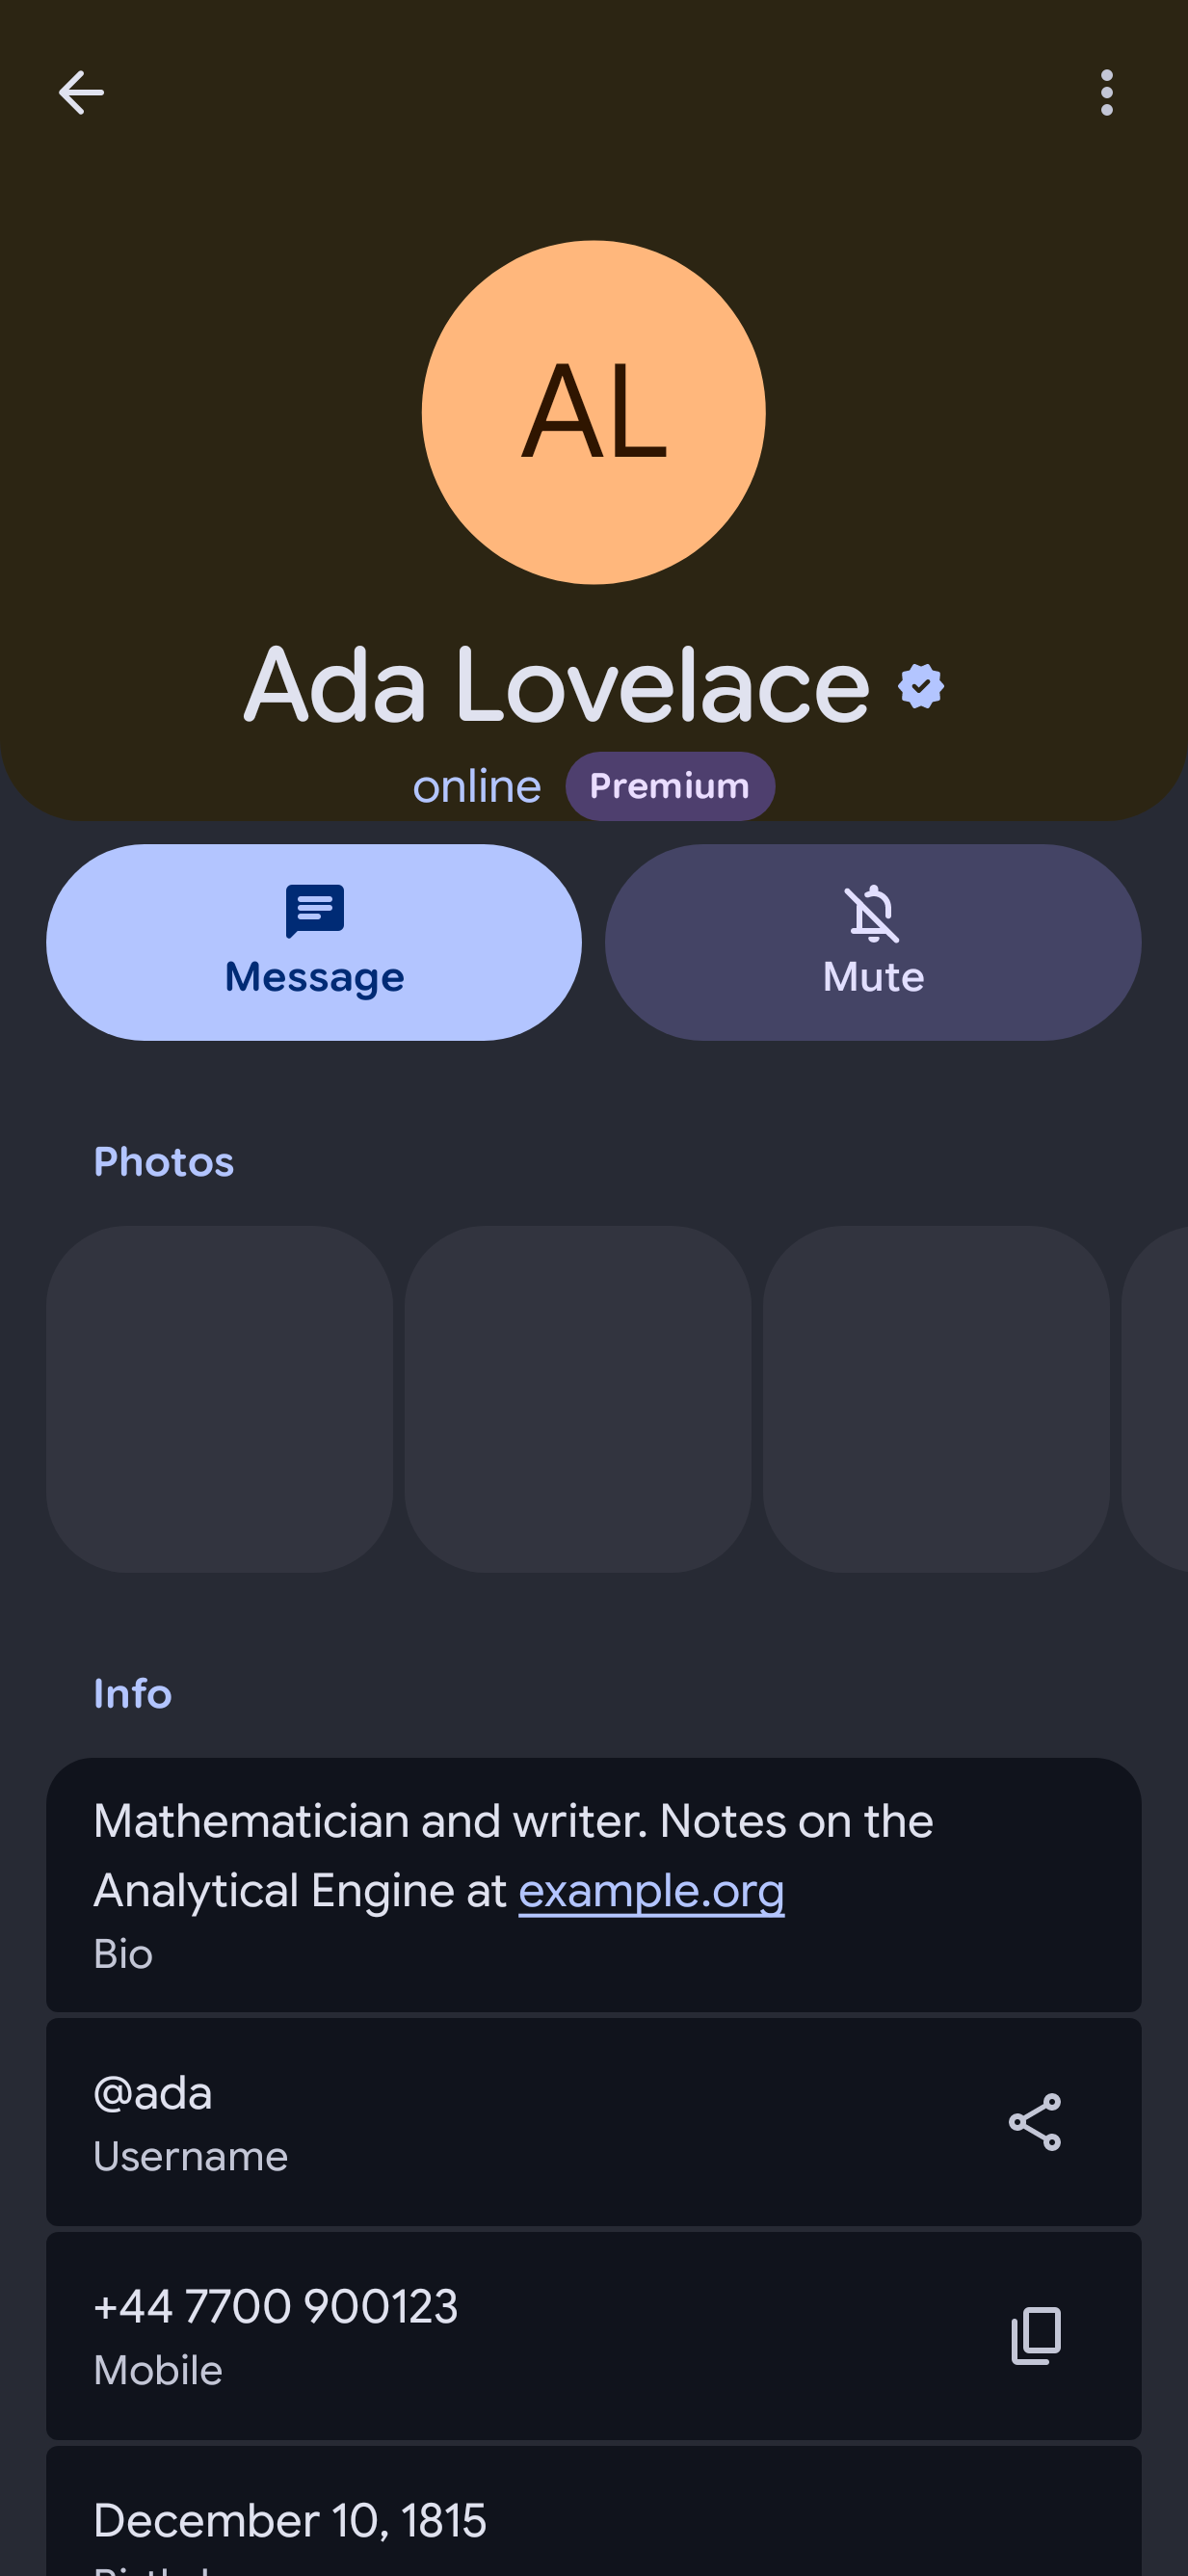 AL
Ada Lovelace
online Premium
Message
Mute
Photos
Info
Mathematician and writer. Notes on the
Analytical Engine at example.org
Bio
@ada
Username
+44 7700 900123
Mobile
December 10, 1815